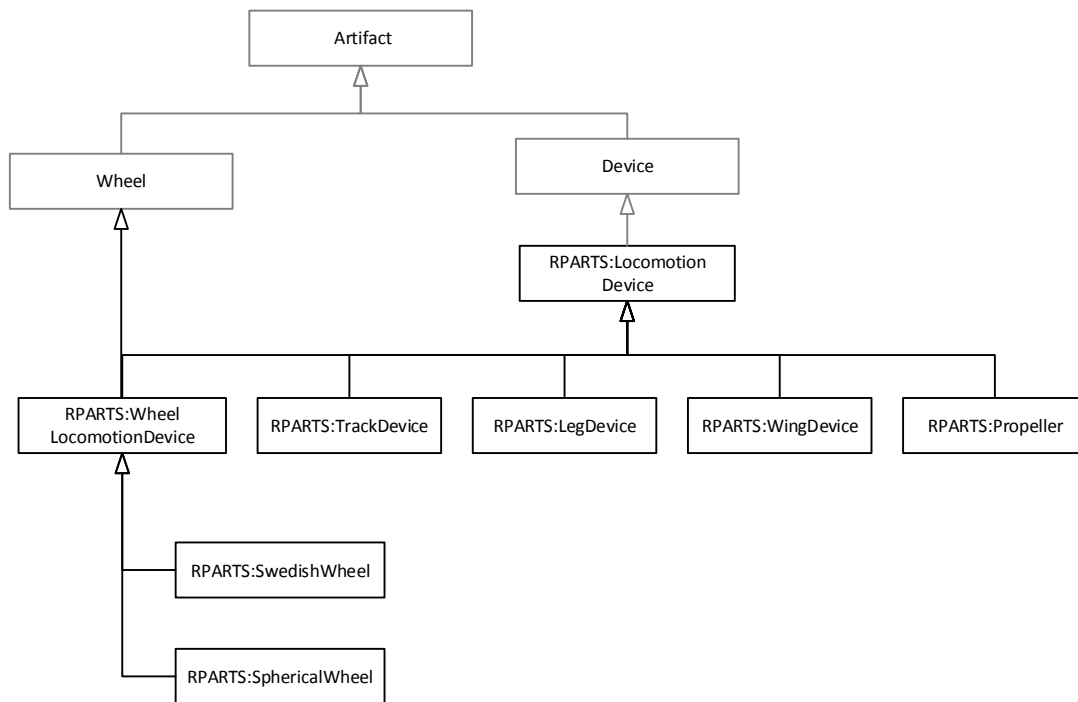 Artifact
Wheel
Device
RPARTS:Locomotion
Device
RPARTS:Wheel
LocomotionDevice
RPARTS:TrackDevice
RPARTS:LegDevice
RPARTS:WingDevice
RPARTS:Propeller
RPARTS:SwedishWheel
RPARTS:SphericalWheel